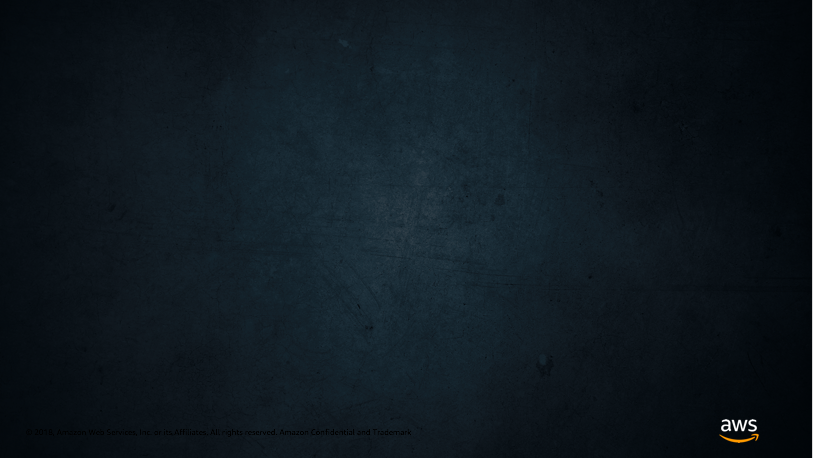 © 2018, Amazon Web Services, Inc. or its Affiliates. All rights reserved. Amazon Confidential and Trademark
aws